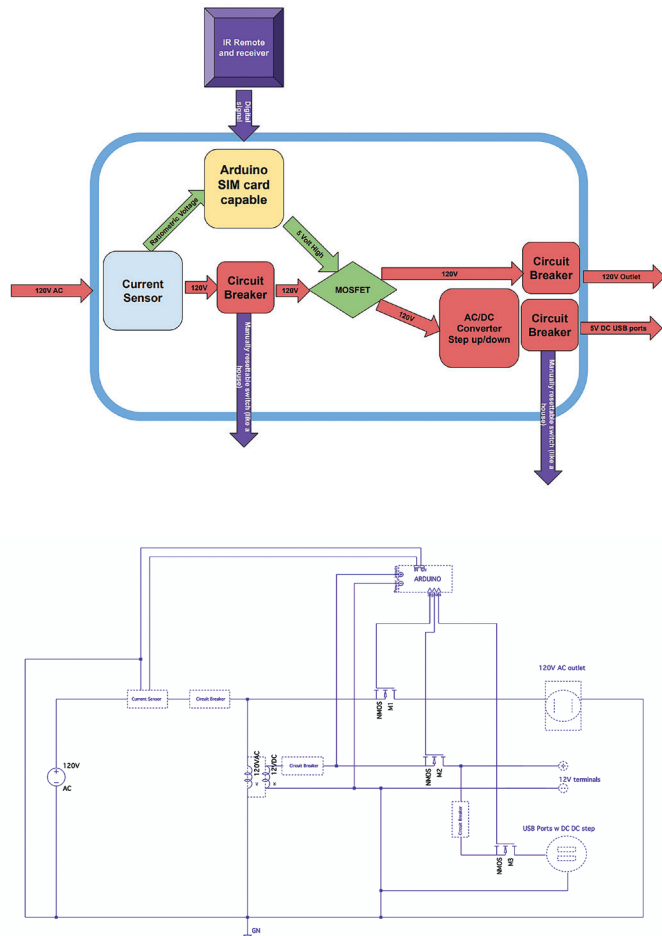 IR Remote
and receiver
Digital
signal
Arduino
SIM card
capable
Ratiometric Voltage
5 Volt High
120V AC
Current
Sensor
120V
Circuit
Breaker
120V
MOSFET
120V
Circuit
Breaker
120V Outlet
120V
AC/DC
Converter
Step up/down
Circuit
Breaker
5V DC USB ports
Manually resettable switch (like a
house)
Manually resettable switch (like a
house)
ARDUINO
120V AC outlet
Current Sensor
Circuit Breaker
NMOS
M1
120V
AC
120VAC
12VDC
Circuit Breaker
NMOS
M2
12V terminals
Circuit Breaker
USB Ports w DC DC step
NMOS
M3
GN